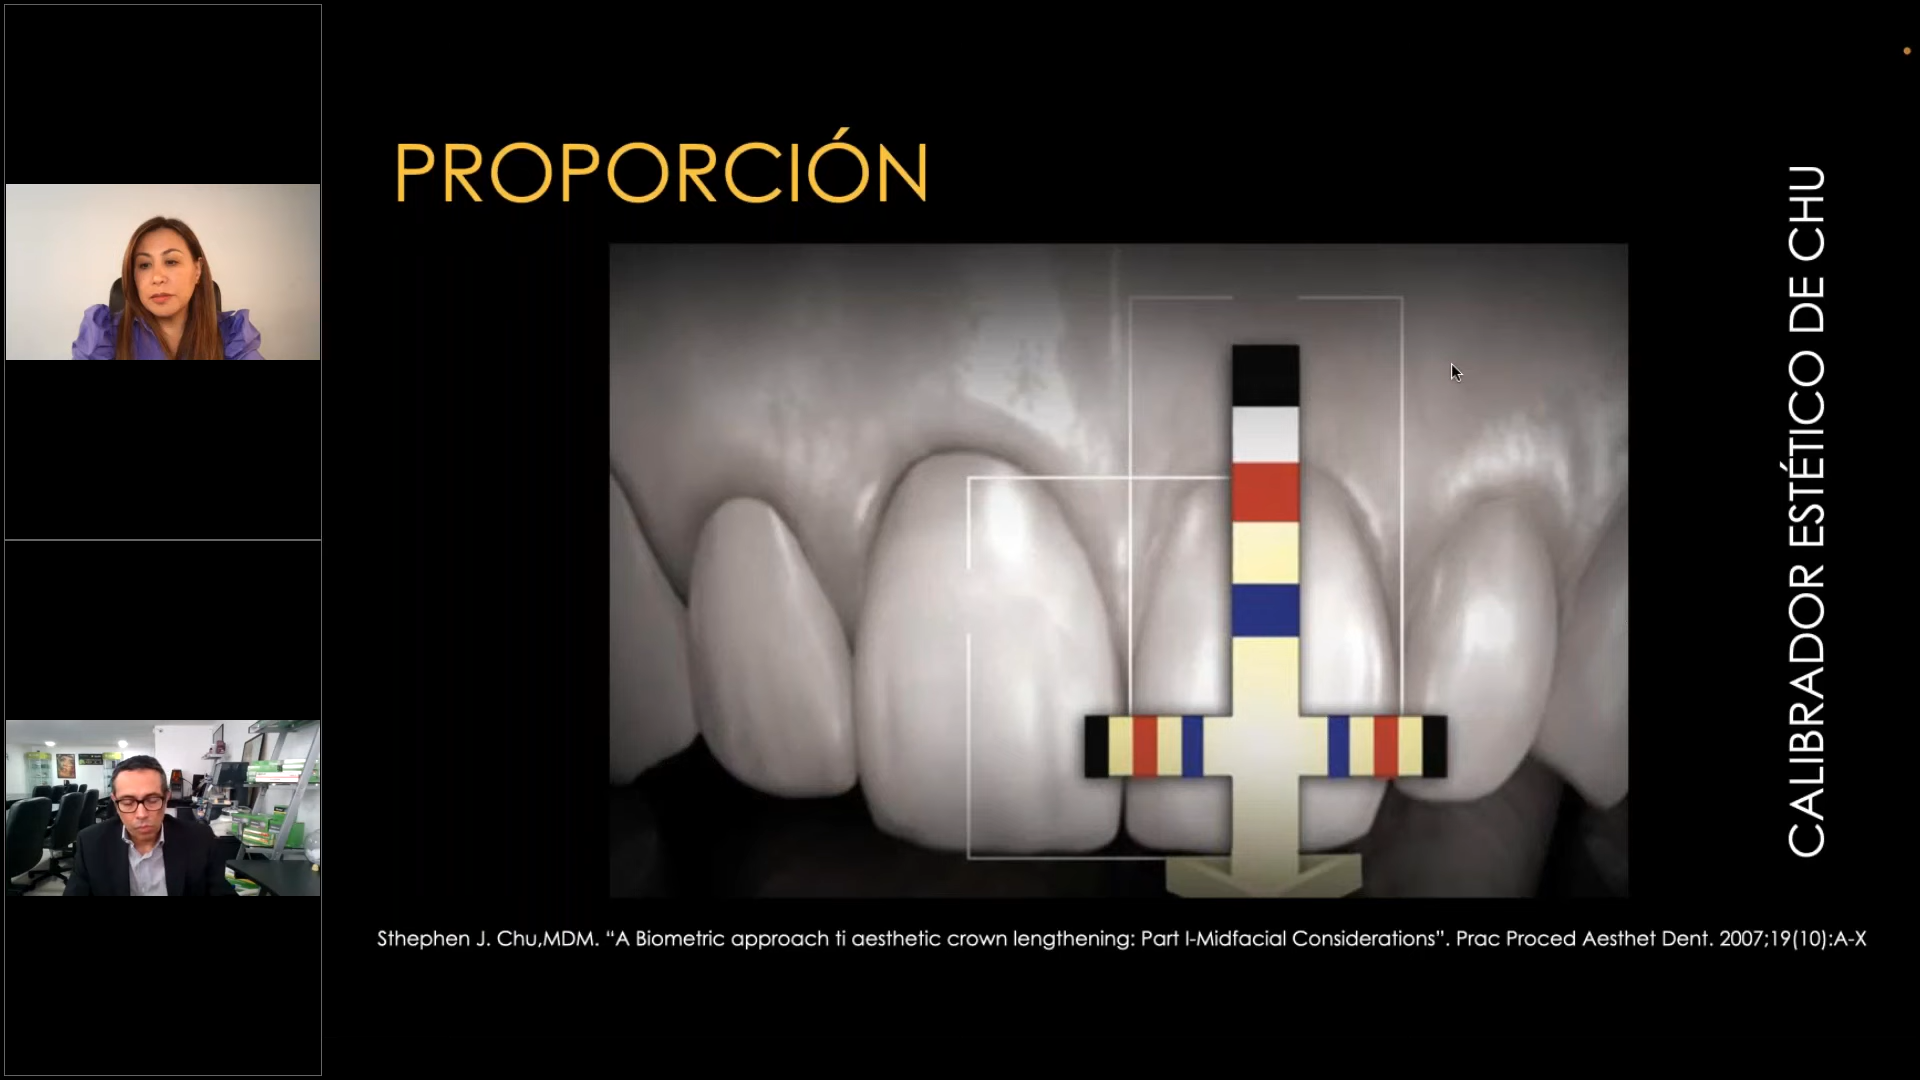 PROPORCIÓN
CALIBRADOR ESTÉTICO DE CHU
Sthephen J. Chu,MDM. “A Biometric approach ti aesthetic crown lengthening: Part I-Midfacial Considerations”. Prac Proced Aesthet Dent. 2007;19(10):A-X